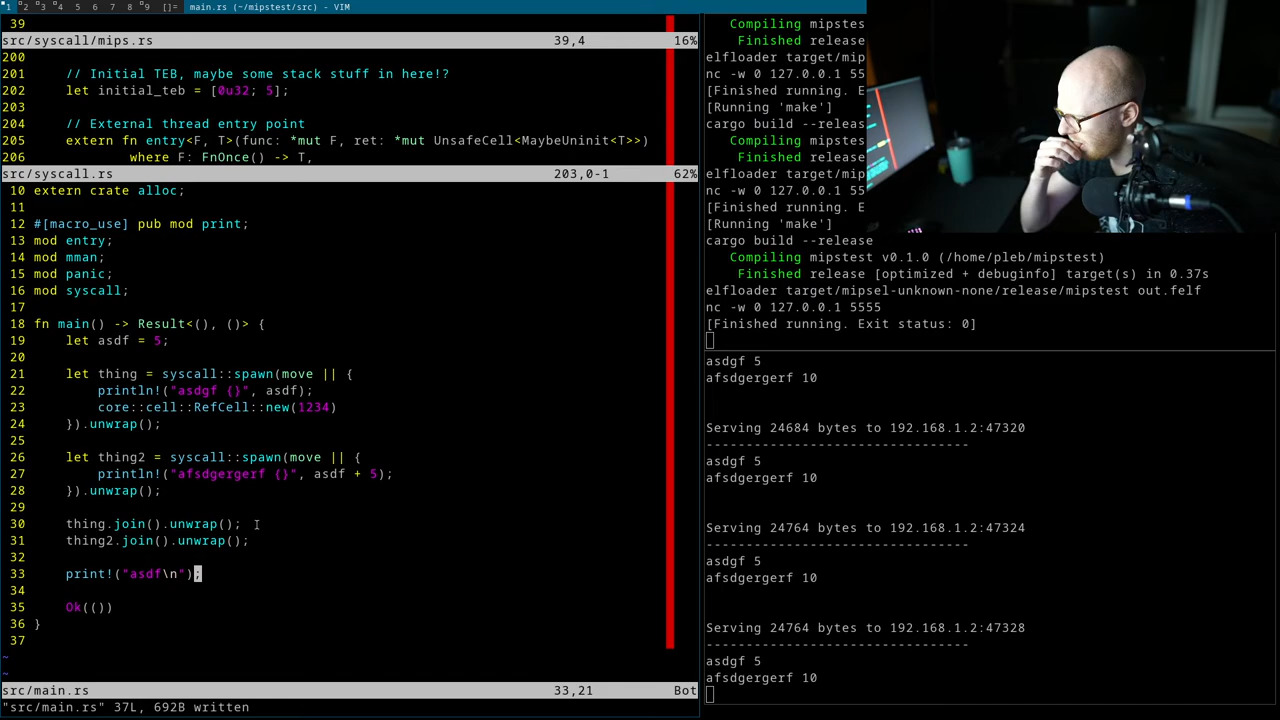 1 2 3 4 5 6 7 8 9 []= main.rs (~/mipstest/src) - VIM
39
src/syscall/mips.rs 39,4 16%
200
201 // Initial TEB, maybe some stack stuff in here!?
202 let initial_teb = [0u32; 5];
203
204 // External thread entry point
205 extern fn entry<F, T>(func: *mut F, ret: *mut UnsafeCell<MaybeUninit<T>>)
206 where F: FnOnce() -> T,
src/syscall.rs 203,0-1 62%
10 extern crate alloc;
11
12 #[macro_use] pub mod print;
13 mod entry;
14 mod mman;
15 mod panic;
16 mod syscall;
17
18 fn main() -> Result<(), ()> {
19 let asdf = 5;
20
21 let thing = syscall::spawn(move || {
22 println!("asdgf {}", asdf);
23 core::cell::RefCell::new(1234)
24 }).unwrap();
25
26 let thing2 = syscall::spawn(move || {
27 println!("afsdgergerf {}", asdf + 5);
28 }).unwrap();
29
30 thing.join().unwrap();
31 thing2.join().unwrap();
32
33 print!("asdf\n");
34
35 Ok(())
36 }
37
~
~
src/main.rs 33,21 Bot
"src/main.rs" 37L, 692B written
Compiling mipstes
Finished release
elfloader target/mip
nc -w 0 127.0.0.1 55
[Finished running. E
[Running 'make']
cargo build --releas
Compiling mipstes
Finished release
elfloader target/mip
nc -w 0 127.0.0.1 55
[Finished running. E
[Running 'make']
cargo build --release
Compiling mipstest v0.1.0 (/home/pleb/mipstest)
Finished release [optimized + debuginfo] target(s) in 0.37s
elfloader target/mipsel-unknown-none/release/mipstest out.felf
nc -w 0 127.0.0.1 5555
[Finished running. Exit status: 0]
asdgf 5
afsdgergerf 10
Serving 24684 bytes to 192.168.1.2:47320
---------------------------------
asdgf 5
afsdgergerf 10
Serving 24764 bytes to 192.168.1.2:47324
---------------------------------
asdgf 5
afsdgergerf 10
Serving 24764 bytes to 192.168.1.2:47328
---------------------------------
asdgf 5
afsdgergerf 10